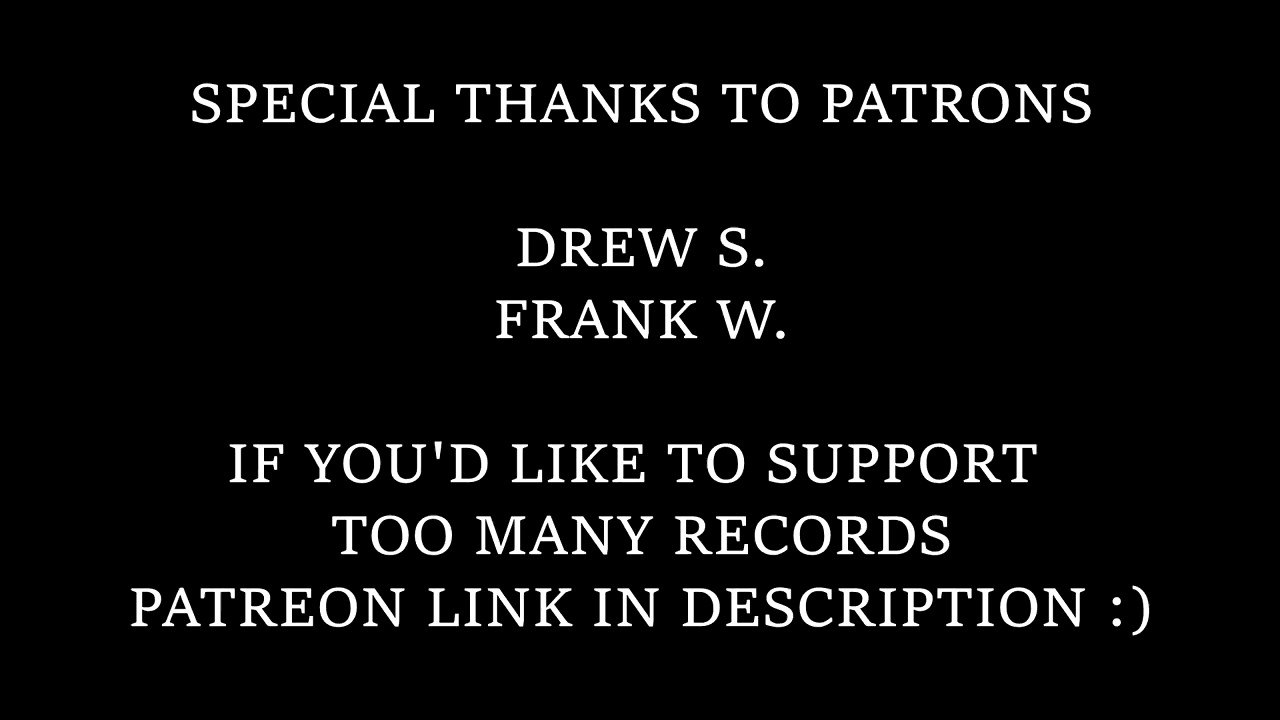 SPECIAL THANKS TO PATRONS
DREW S.
FRANK W.
IF YOU'D LIKE TO SUPPORT
TOO MANY RECORDS
PATREON LINK IN DESCRIPTION :)